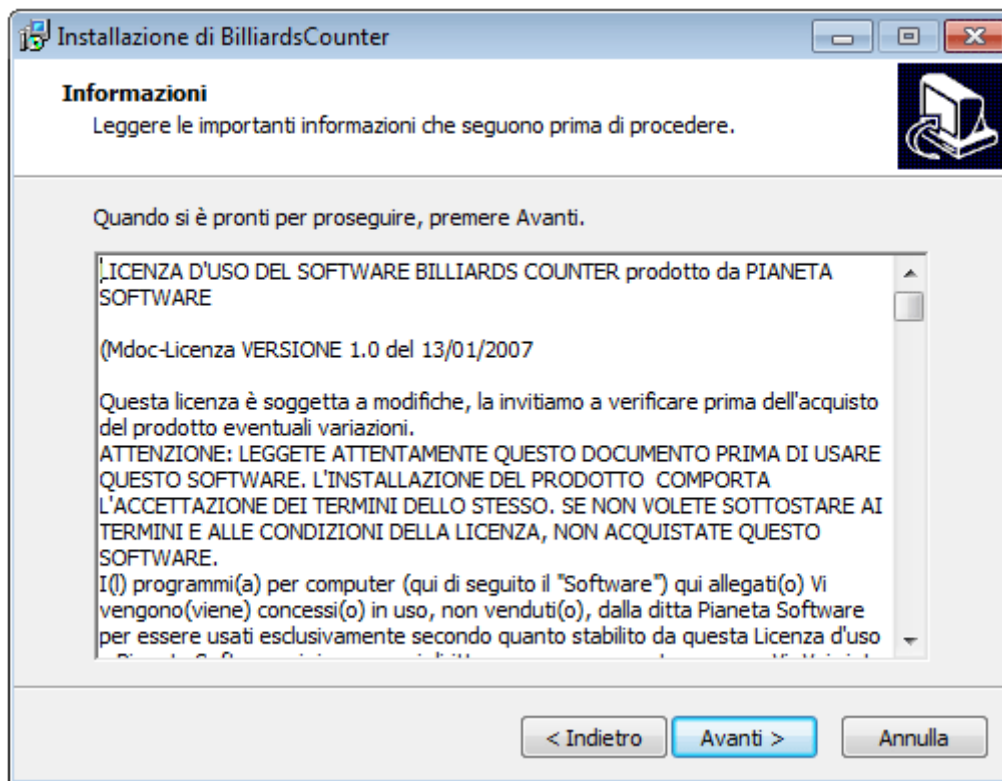 Installazione di BilliardsCounter
Informazioni
Leggere le importanti informazioni che seguono prima di procedere.
Quando si è pronti per proseguire, premere Avanti.
LICENZA D'USO DEL SOFTWARE BILLIARDS COUNTER prodotto da PIANETA
SOFTWARE
(Mdoc-Licenza VERSIONE 1.0 del 13/01/2007
Questa licenza è soggetta a modifiche, la invitiamo a verificare prima dell'acquisto
del prodotto eventuali variazioni.
ATTENZIONE: LEGGETE ATTENTAMENTE QUESTO DOCUMENTO PRIMA DI USARE
QUESTO SOFTWARE. L'INSTALLAZIONE DEL PRODOTTO  COMPORTA
L'ACCETTAZIONE DEI TERMINI DELLO STESSO. SE NON VOLETE SOTTOSTARE AI
TERMINI E ALLE CONDIZIONI DELLA LICENZA, NON ACQUISTATE QUESTO
SOFTWARE.
I(l) programmi(a) per computer (qui di seguito il "Software") qui allegati(o) Vi
vengono(viene) concessi(o) in uso, non venduti(o), dalla ditta Pianeta Software
per essere usati esclusivamente secondo quanto stabilito da questa Licenza d'uso
< Indietro
Avanti >
Annulla